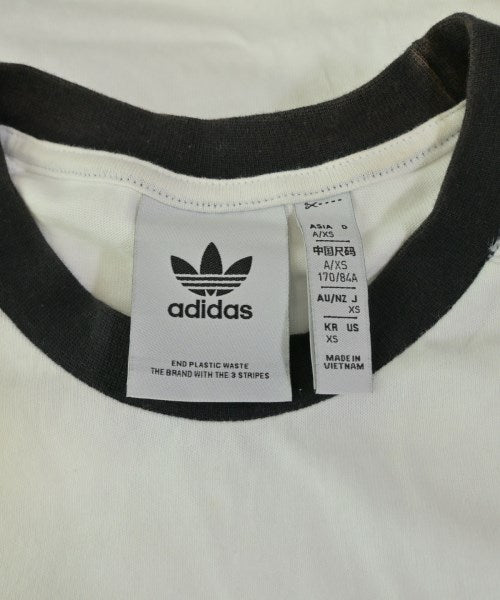 adidas
END PLASTIC WASTE
THE BRAND WITH THE 3 STRIPES
ASIA D
A/XS
中国尺码
A/XS
170/84A
AU/NZ J
XS
KR US
XS
MADE IN
VIETNAM